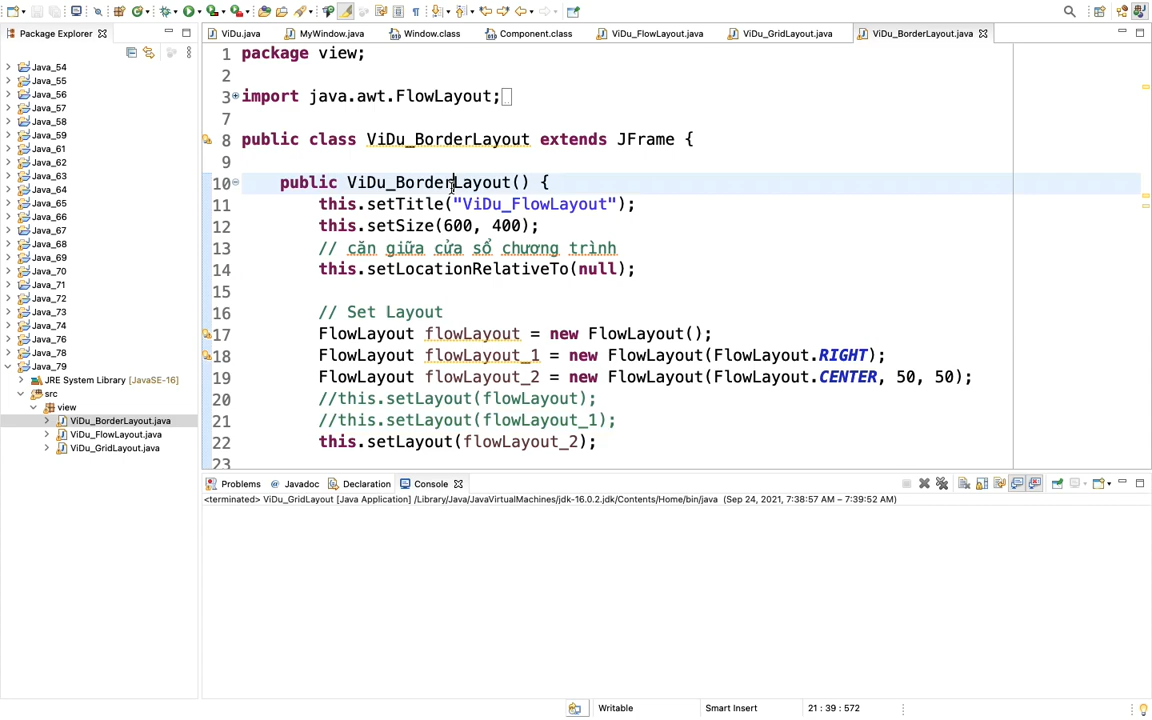 Package Explorer
ViDu.java
MyWindow.java
Window.class
Component.class
ViDu_FlowLayout.java
ViDu_GridLayout.java
ViDu_BorderLayout.java
Java_54
Java_55
Java_56
Java_57
Java_58
Java_59
Java_61
Java_62
Java_63
Java_64
Java_65
Java_66
Java_67
Java_68
Java_69
Java_70
Java_71
Java_72
Java_73
Java_74
Java_76
Java_78
Java_79
JRE System Library [JavaSE-16]
src
view
ViDu_BorderLayout.java
ViDu_FlowLayout.java
ViDu_GridLayout.java
1 package view;
2
3 import java.awt.FlowLayout;
7
8 public class ViDu_BorderLayout extends JFrame {
9
10 public ViDu_BorderLayout() {
11 this.setTitle("ViDu_FlowLayout");
12 this.setSize(600, 400);
13 // căn giữa cửa sổ chương trình
14 this.setLocationRelativeTo(null);
15
16 // Set Layout
17 FlowLayout flowLayout = new FlowLayout();
18 FlowLayout flowLayout_1 = new FlowLayout(FlowLayout.RIGHT);
19 FlowLayout flowLayout_2 = new FlowLayout(FlowLayout.CENTER, 50, 50);
20 //this.setLayout(flowLayout);
21 //this.setLayout(flowLayout_1);
22 this.setLayout(flowLayout_2);
23
Problems
@ Javadoc
Declaration
Console
<terminated> ViDu_GridLayout [Java Application] /Library/Java/JavaVirtualMachines/jdk-16.0.2.jdk/Contents/Home/bin/java (Sep 24, 2021, 7:38:57 AM – 7:39:52 AM)
Writable
Smart Insert
21 : 39 : 572